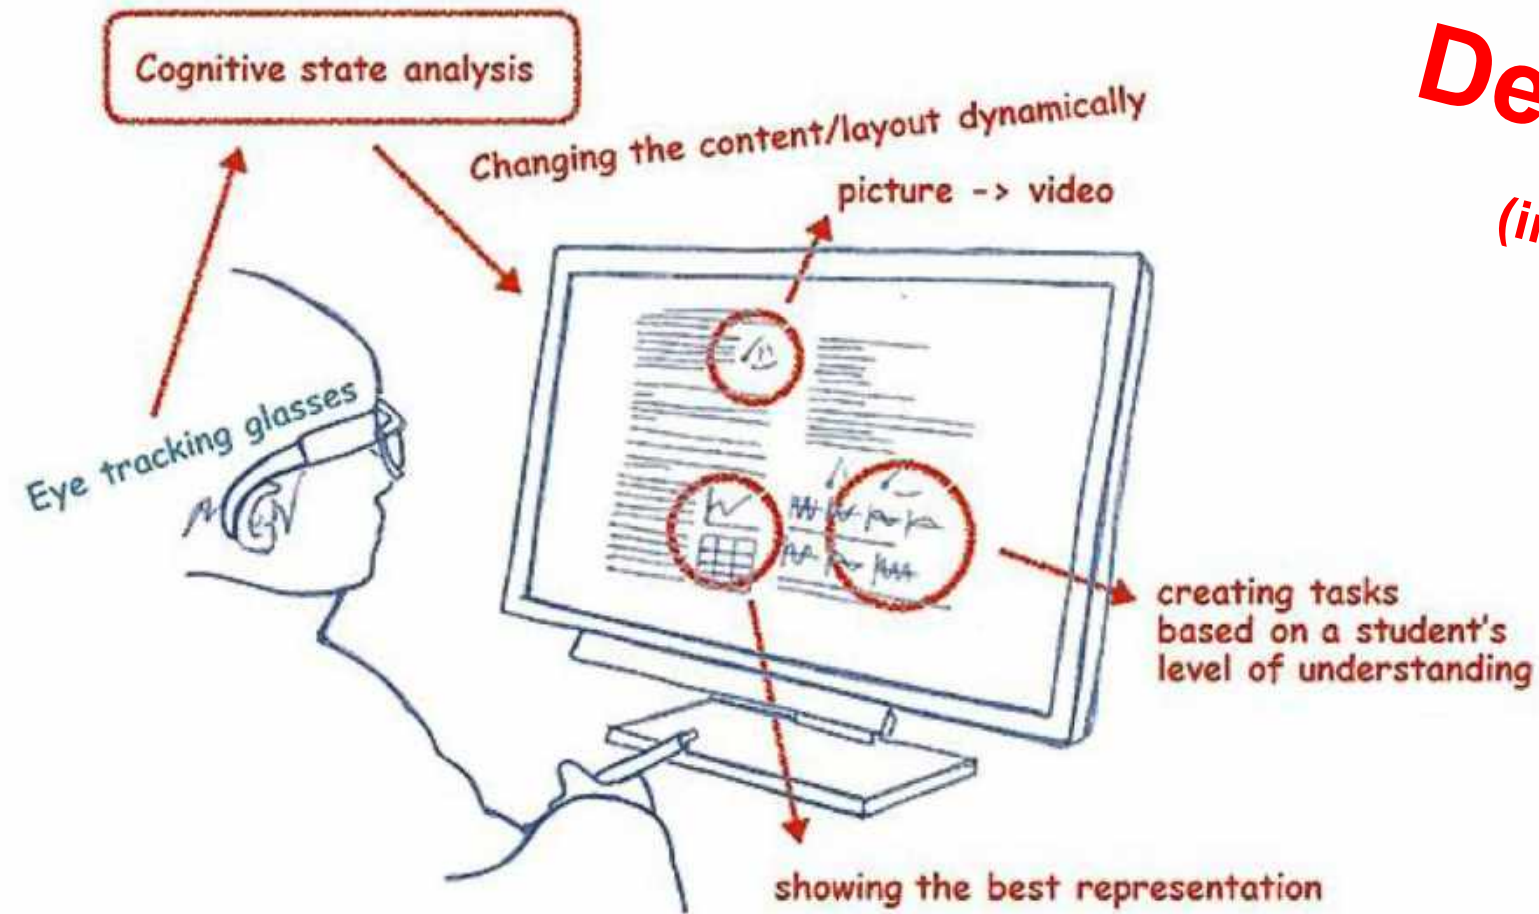 Cognitive state analysis
Changing the content/layout dynamically
picture -> video
Eye tracking glasses
creating tasks
based on a student's
level of understanding
showing the best representation